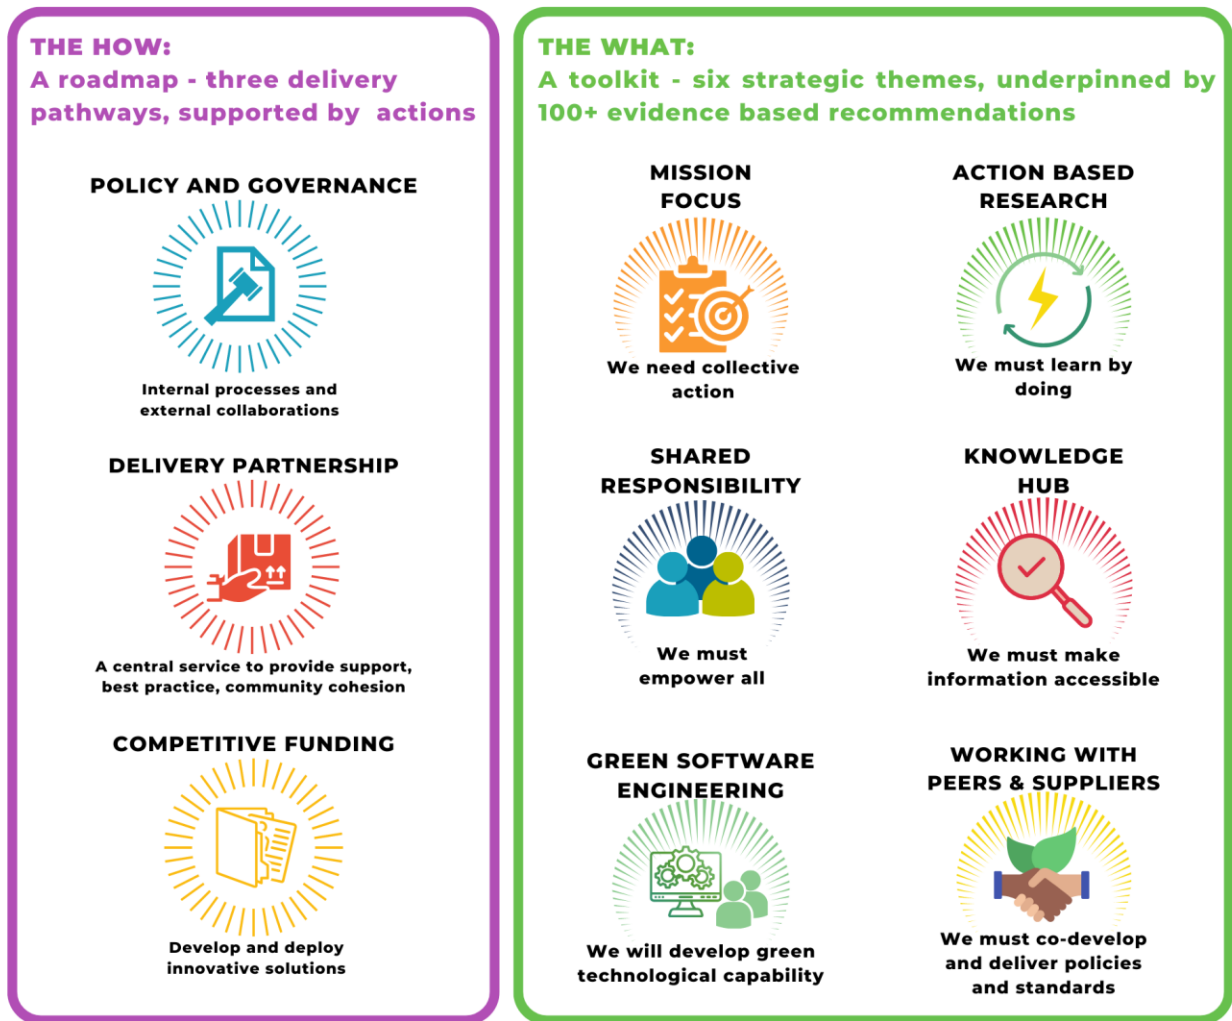 THE HOW:
A roadmap - three delivery
pathways, supported by actions
POLICY AND GOVERNANCE
Internal processes and
external collaborations
DELIVERY PARTNERSHIP
A central service to provide support,
best practice, community cohesion
COMPETITIVE FUNDING
Develop and deploy
innovative solutions
THE WHAT:
A toolkit - six strategic themes, underpinned by
100+ evidence based recommendations
MISSION
FOCUS
We need collective
action
ACTION BASED
RESEARCH
We must learn by
doing
SHARED
RESPONSIBILITY
We must
empower all
KNOWLEDGE
HUB
We must make
information accessible
GREEN SOFTWARE
ENGINEERING
We will develop green
technological capability
WORKING WITH
PEERS & SUPPLIERS
We must co-develop
and deliver policies
and standards